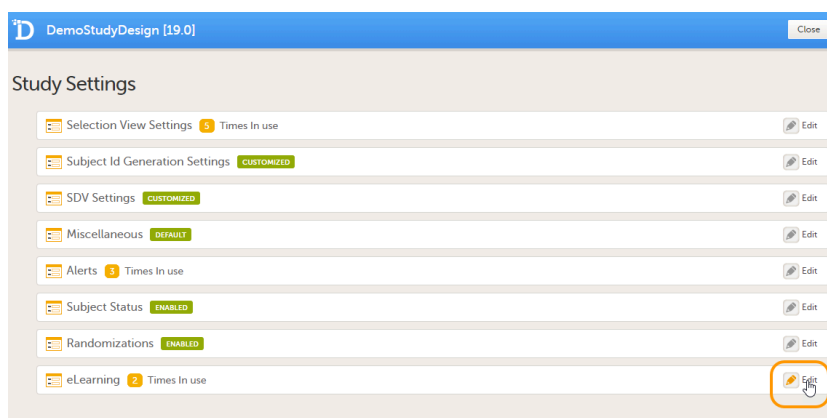 D DemoStudyDesign [19.0] Close
Study Settings
Selection View Settings 5 Times In use Edit
Subject Id Generation Settings CUSTOMIZED Edit
SDV Settings CUSTOMIZED Edit
Miscellaneous DEFAULT Edit
Alerts 3 Times In use Edit
Subject Status ENABLED Edit
Randomizations ENABLED Edit
eLearning 2 Times In use Edit